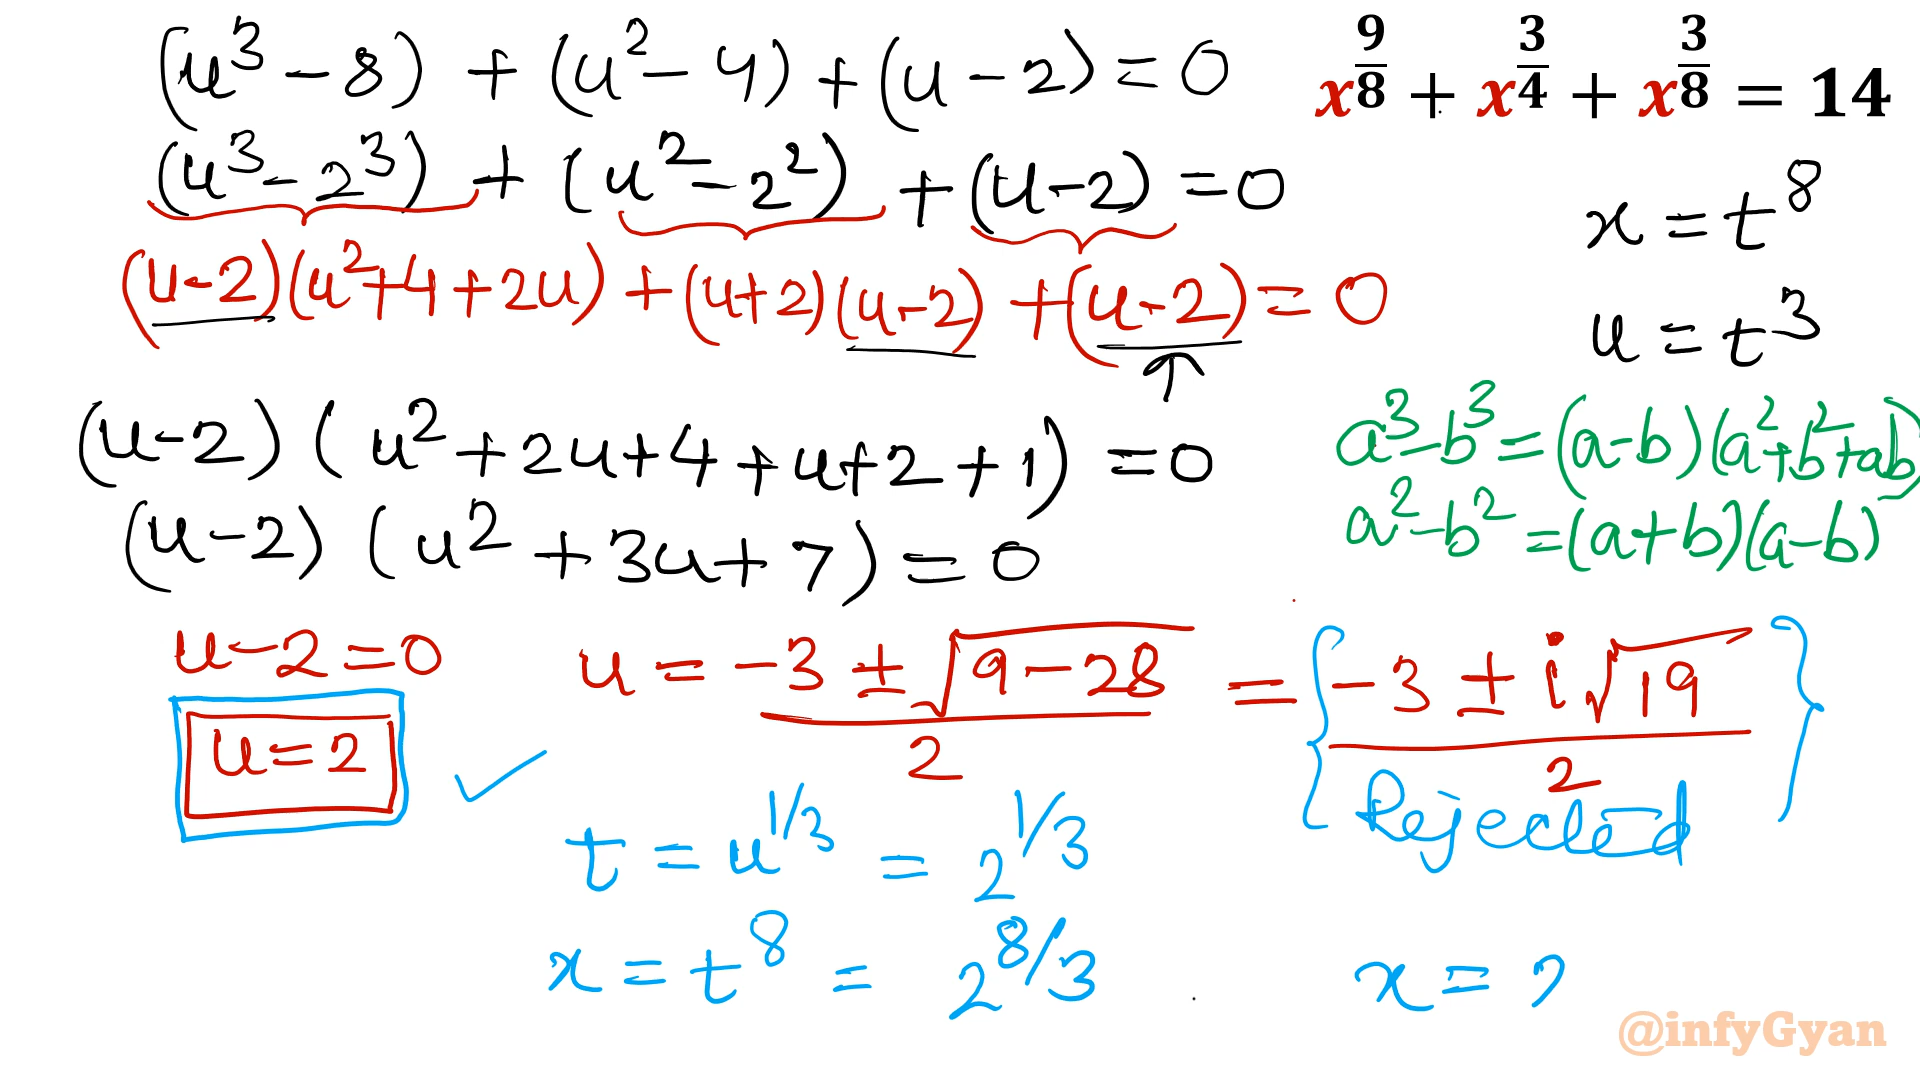 (u³ - 8) + (u² - 4) + (u - 2) = 0
x^(9/8) + x^(3/4) + x^(3/8) = 14
(u³ - 2³) + (u² - 2²) + (u - 2) = 0
x = t⁸
(u-2)(u²+4+2u) + (u+2)(u-2) + (u-2) = 0
u = t³
(u-2)(u²+2u+4+u+2+1) = 0
a³-b³ = (a-b)(a²+b²+ab)
(u-2)(u²+3u+7) = 0
a²-b² = (a+b)(a-b)
u-2=0
u = (-3 ± √(9-28))/2 = {(-3 ± i√19)/2}
u=2 ✓
Rejected
t = u^(1/3) = 2^(1/3)
x = t⁸ = 2^(8/3)
x = 2
@infyGyan